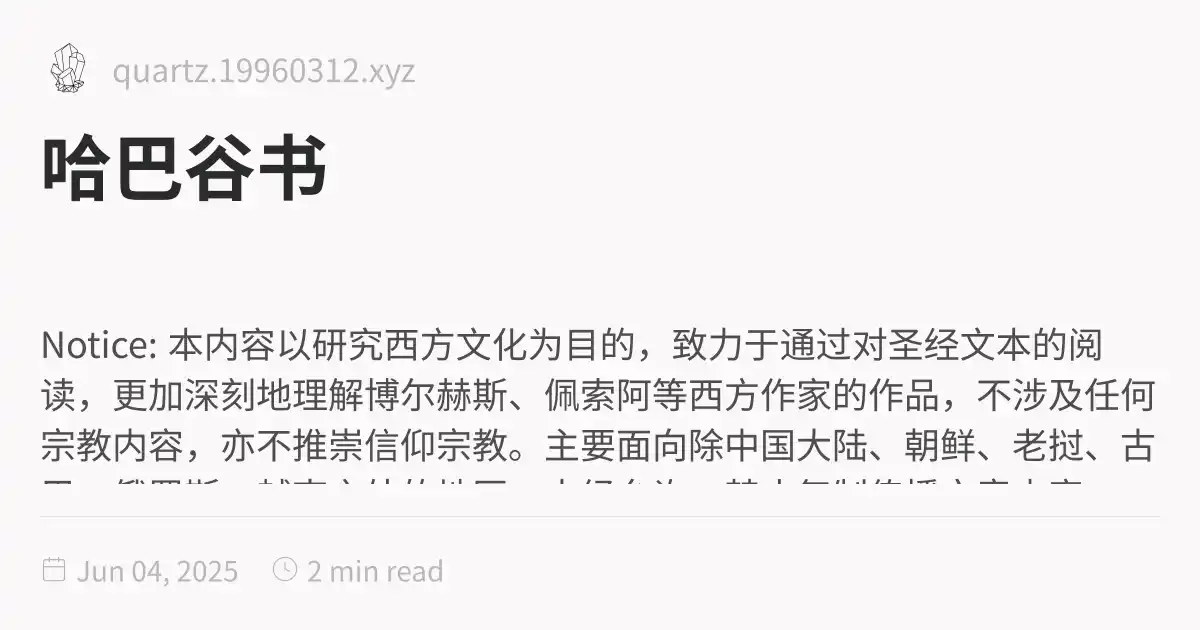 quartz.19960312.xyz
哈巴谷书
Notice: 本内容以研究西方文化为目的，致力于通过对圣经文本的阅
读，更加深刻地理解博尔赫斯、佩索阿等西方作家的作品，不涉及任何
宗教内容，亦不推崇信仰宗教。主要面向除中国大陆、朝鲜、老挝、古
Jun 04, 2025
2 min read